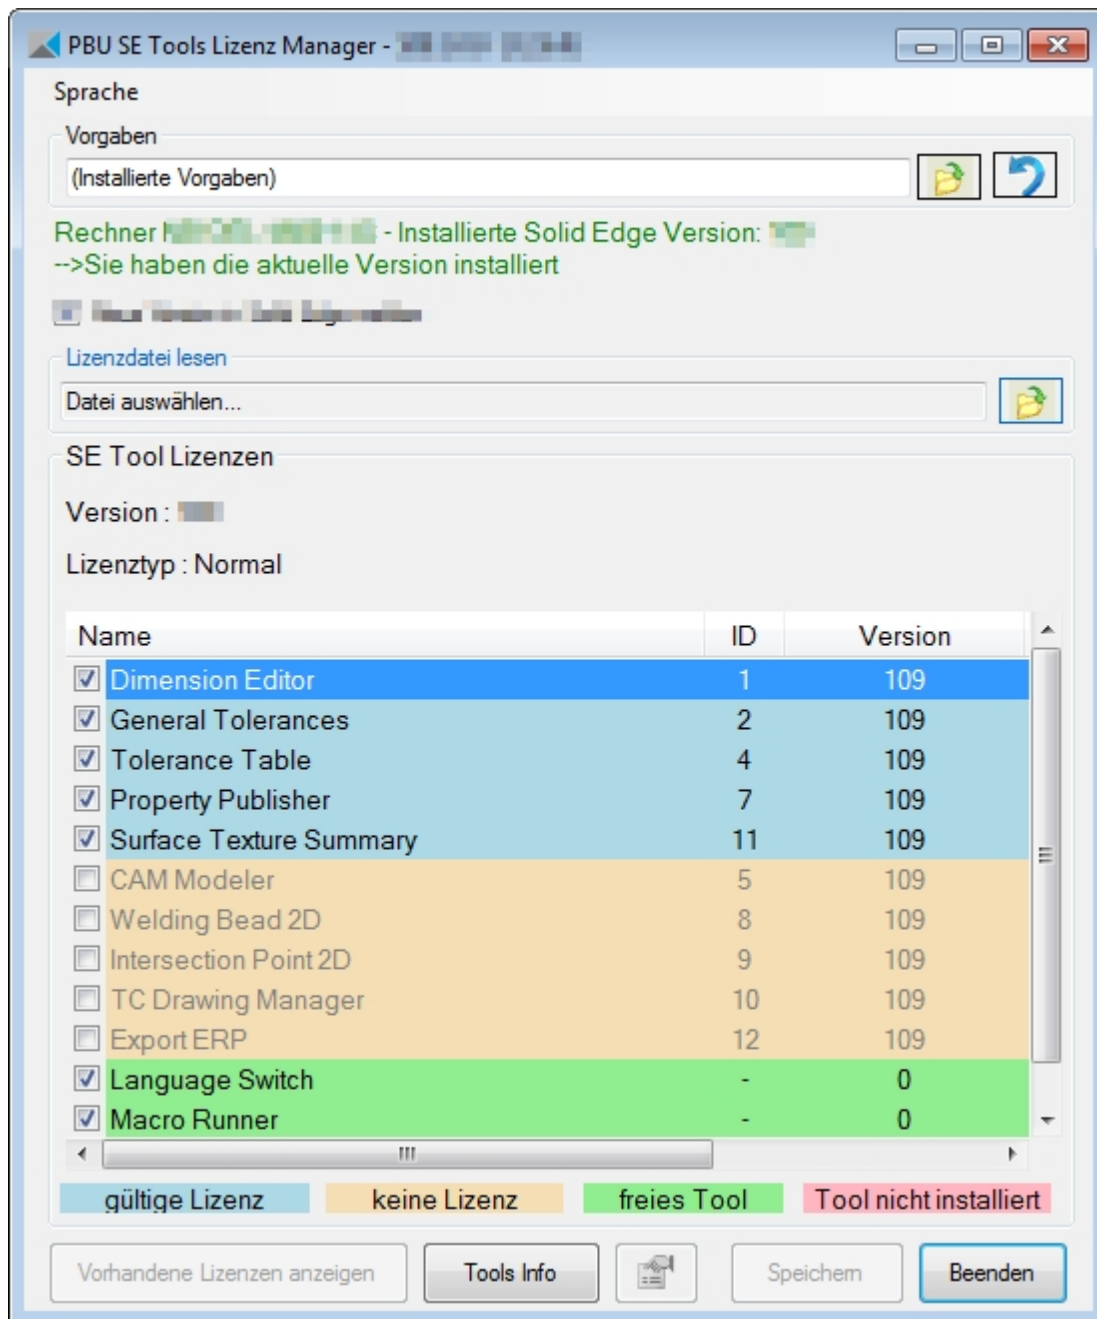 PBU SE Tools Lizenz Manager -
Sprache
Vorgaben
(Installierte Vorgaben)
Rechner - Installierte Solid Edge Version:
-->Sie haben die aktuelle Version installiert
Lizenzdatei lesen
Datei auswählen...
SE Tool Lizenzen
Version :
Lizenztyp : Normal
Name ID Version
Dimension Editor 1 109
General Tolerances 2 109
Tolerance Table 4 109
Property Publisher 7 109
Surface Texture Summary 11 109
CAM Modeler 5 109
Welding Bead 2D 8 109
Intersection Point 2D 9 109
TC Drawing Manager 10 109
Export ERP 12 109
Language Switch - 0
Macro Runner - 0
gültige Lizenz keine Lizenz freies Tool Tool nicht installiert
Vorhandene Lizenzen anzeigen Tools Info Speichern Beenden